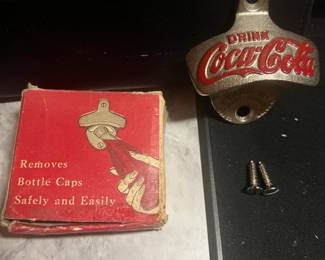 Removes
Bottle Caps
Safely and Easily
DRINK
Coca-Cola